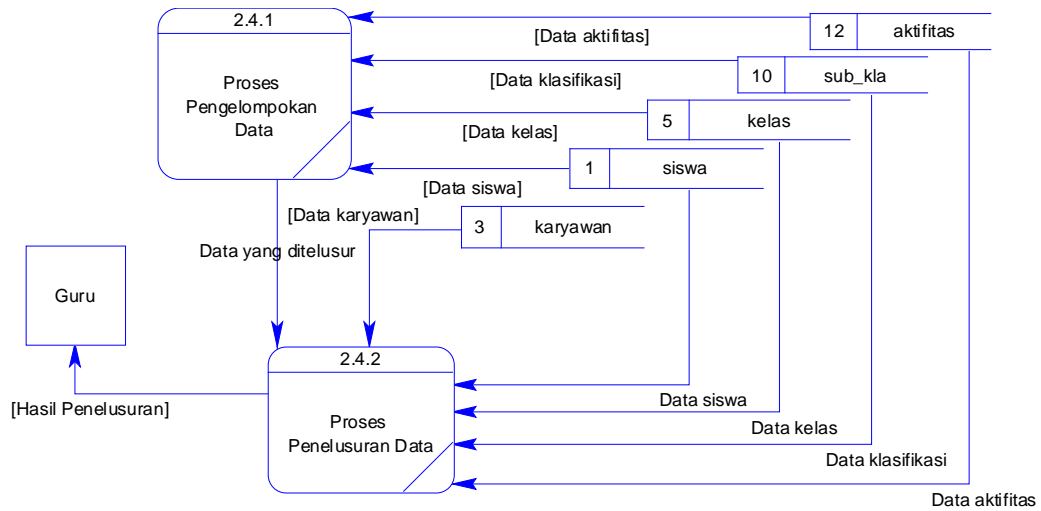 2.4.1
12 aktifitas
[Data aktifitas]
10 sub_kla
Proses
Pengelompokan
Data
[Data klasifikasi]
5 kelas
[Data kelas]
1 siswa
[Data siswa]
[Data karyawan]
3 karyawan
Data yang ditelusur
Guru
2.4.2
[Hasil Penelusuran]
Proses
Penelusuran Data
Data siswa
Data kelas
Data klasifikasi
Data aktifitas